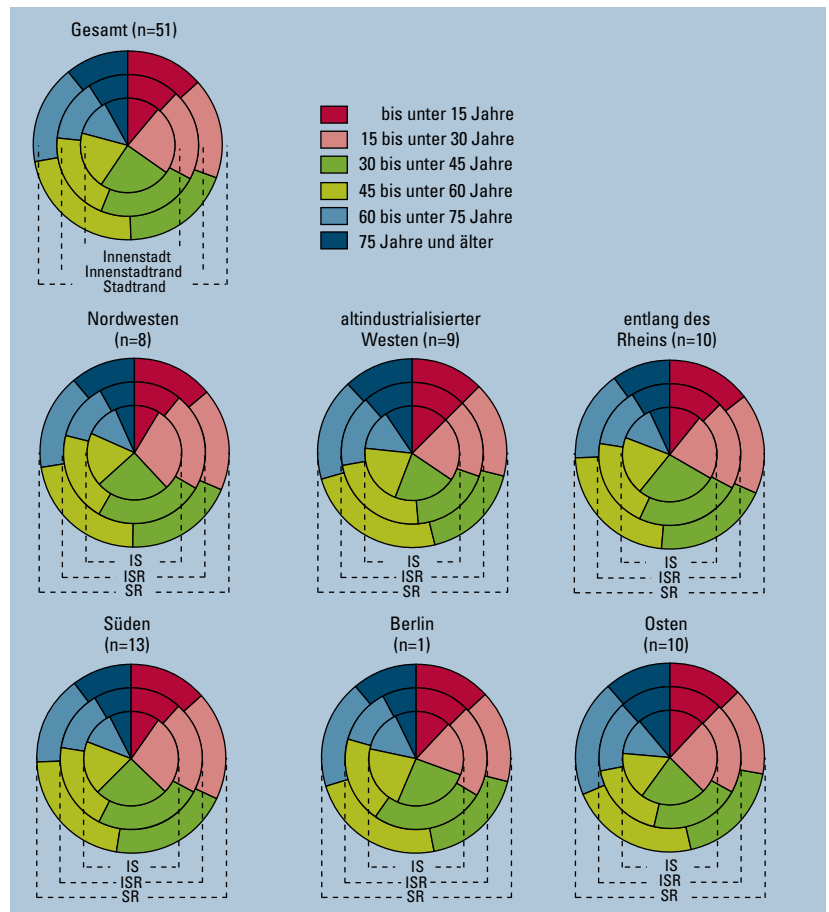 Gesamt (n=51)
bis unter 15 Jahre
15 bis unter 30 Jahre
30 bis unter 45 Jahre
45 bis unter 60 Jahre
60 bis unter 75 Jahre
75 Jahre und älter
Innenstadt
Innenstadtrand
Stadtrand
Nordwesten
(n=8)
IS
ISR
SR
altindustrialisierter
Westen (n=9)
IS
ISR
SR
entlang des
Rheins (n=10)
IS
ISR
SR
Süden
(n=13)
IS
ISR
SR
Berlin
(n=1)
IS
ISR
SR
Osten
(n=10)
IS
ISR
SR